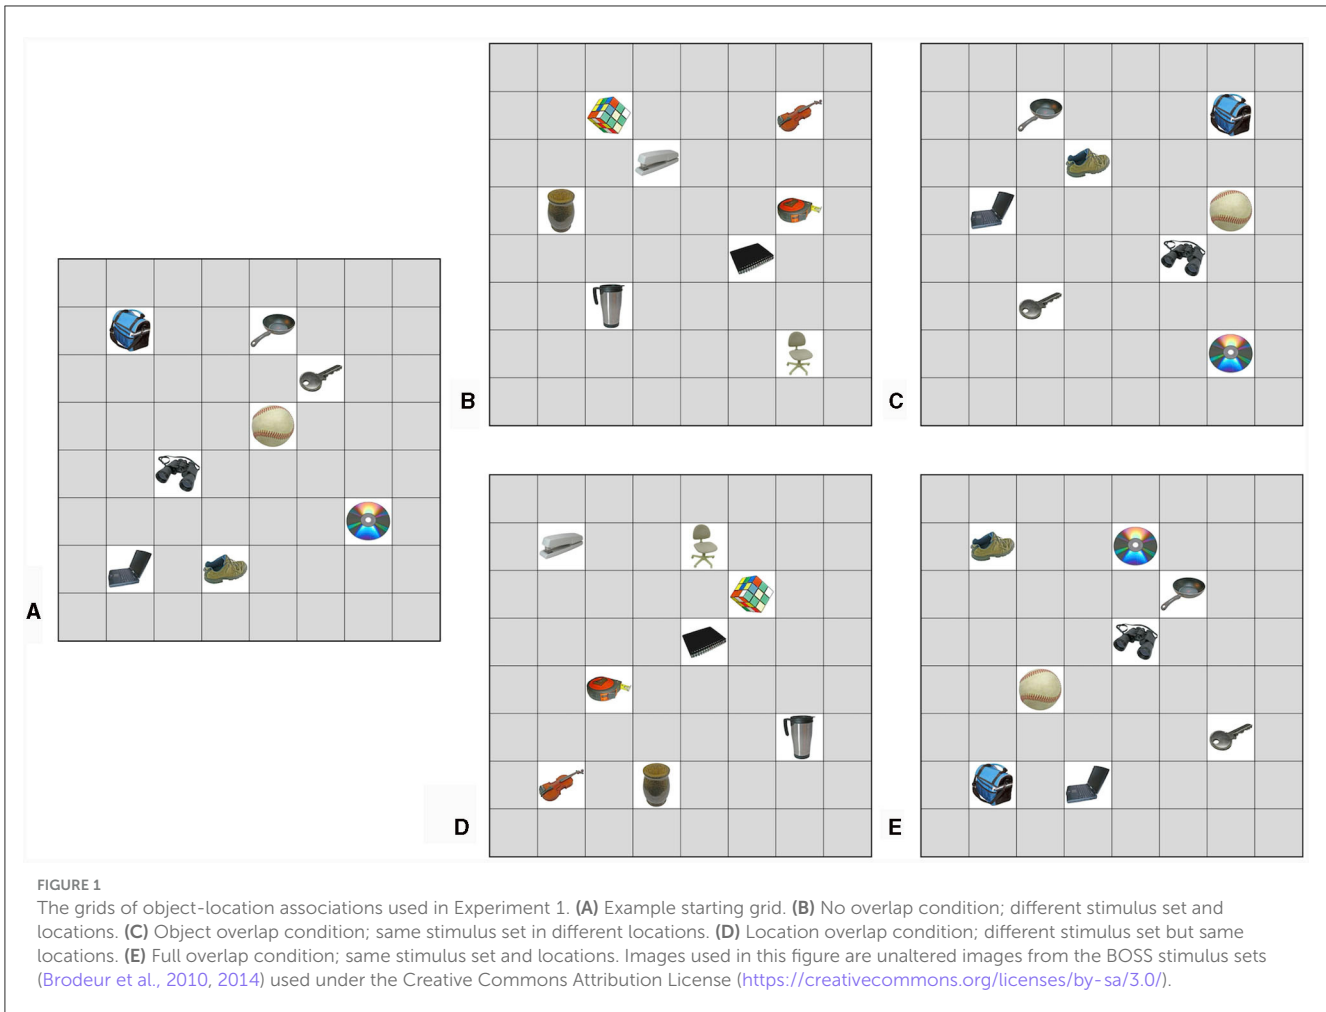 B
C
A
D
E
FIGURE 1
The grids of object-location associations used in Experiment 1. (A) Example starting grid. (B) No overlap condition; different stimulus set and
locations. (C) Object overlap condition; same stimulus set in different locations. (D) Location overlap condition; different stimulus set but same
locations. (E) Full overlap condition; same stimulus set and locations. Images used in this figure are unaltered images from the BOSS stimulus sets
(Brodeur et al., 2010, 2014) used under the Creative Commons Attribution License (https://creativecommons.org/licenses/by-sa/3.0/).